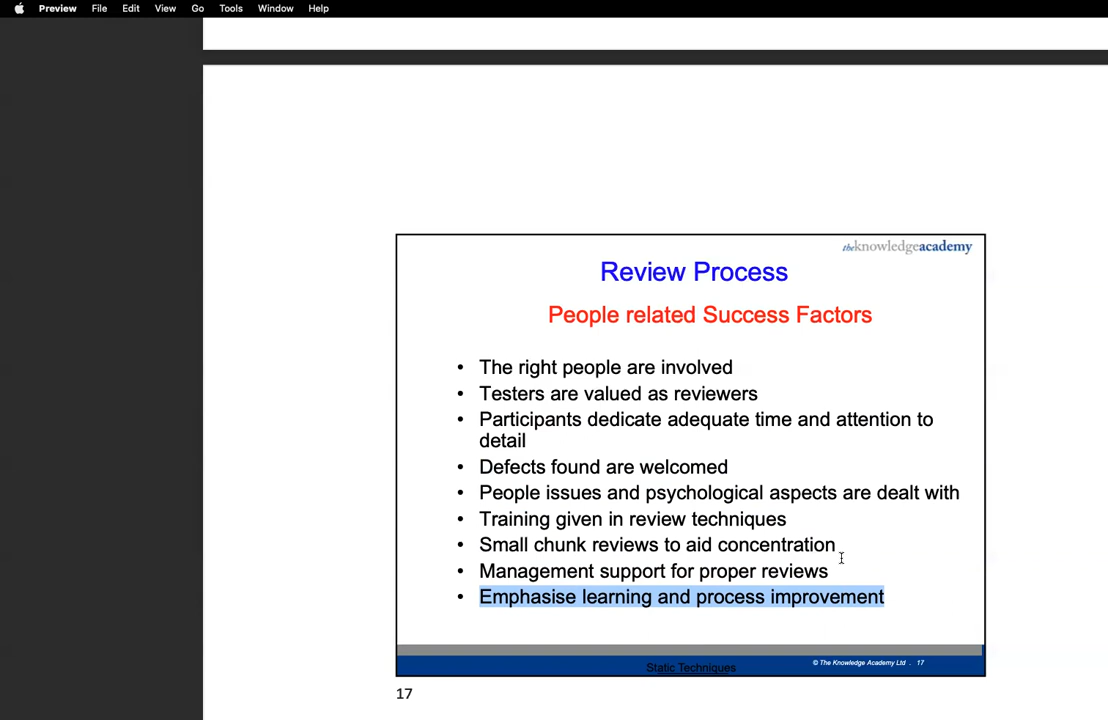 Preview File Edit View Go Tools Window Help
theknowledgeacademy
Review Process
People related Success Factors
• The right people are involved
• Testers are valued as reviewers
• Participants dedicate adequate time and attention to
detail
• Defects found are welcomed
• People issues and psychological aspects are dealt with
• Training given in review techniques
• Small chunk reviews to aid concentration
• Management support for proper reviews
• Emphasise learning and process improvement
Static Techniques
© The Knowledge Academy Ltd . 17
17